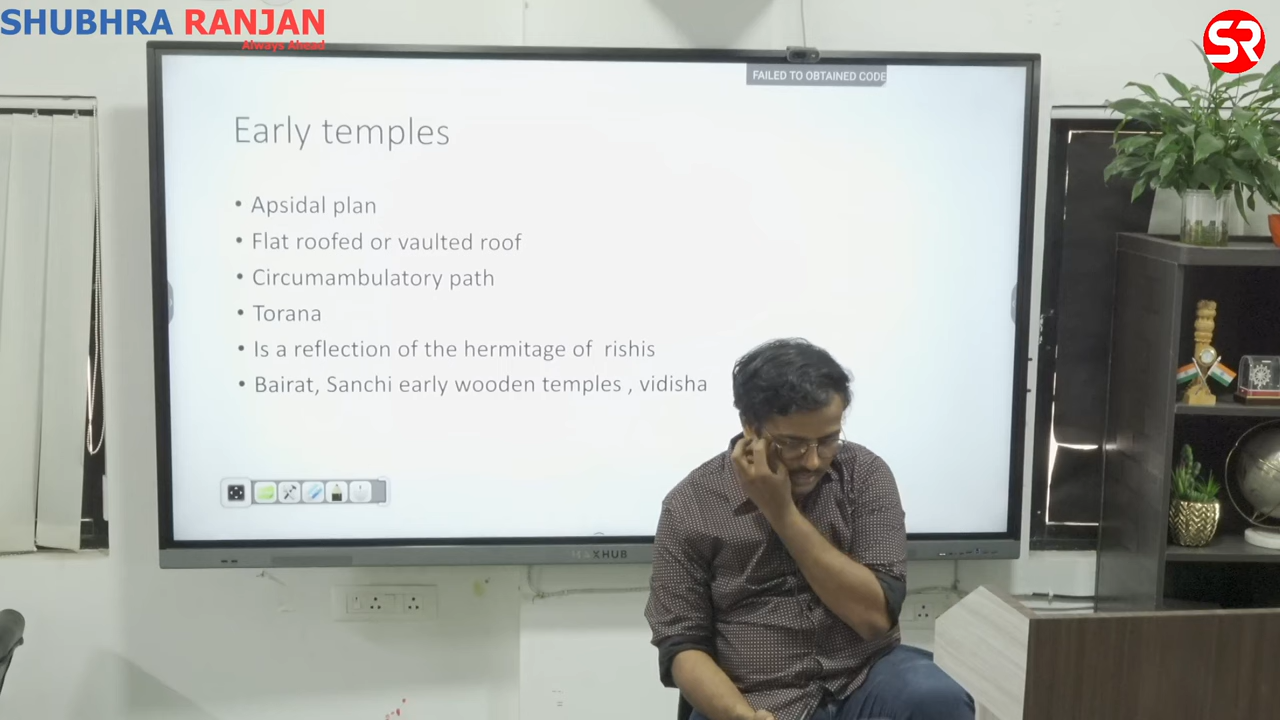 SHUBHRA RANJAN
Always Ahead
SR
FAILED TO OBTAINED CODE
Early temples
• Apsidal plan
• Flat roofed or vaulted roof
• Circumambulatory path
• Torana
• Is a reflection of the hermitage of rishis
• Bairat, Sanchi early wooden temples , vidisha